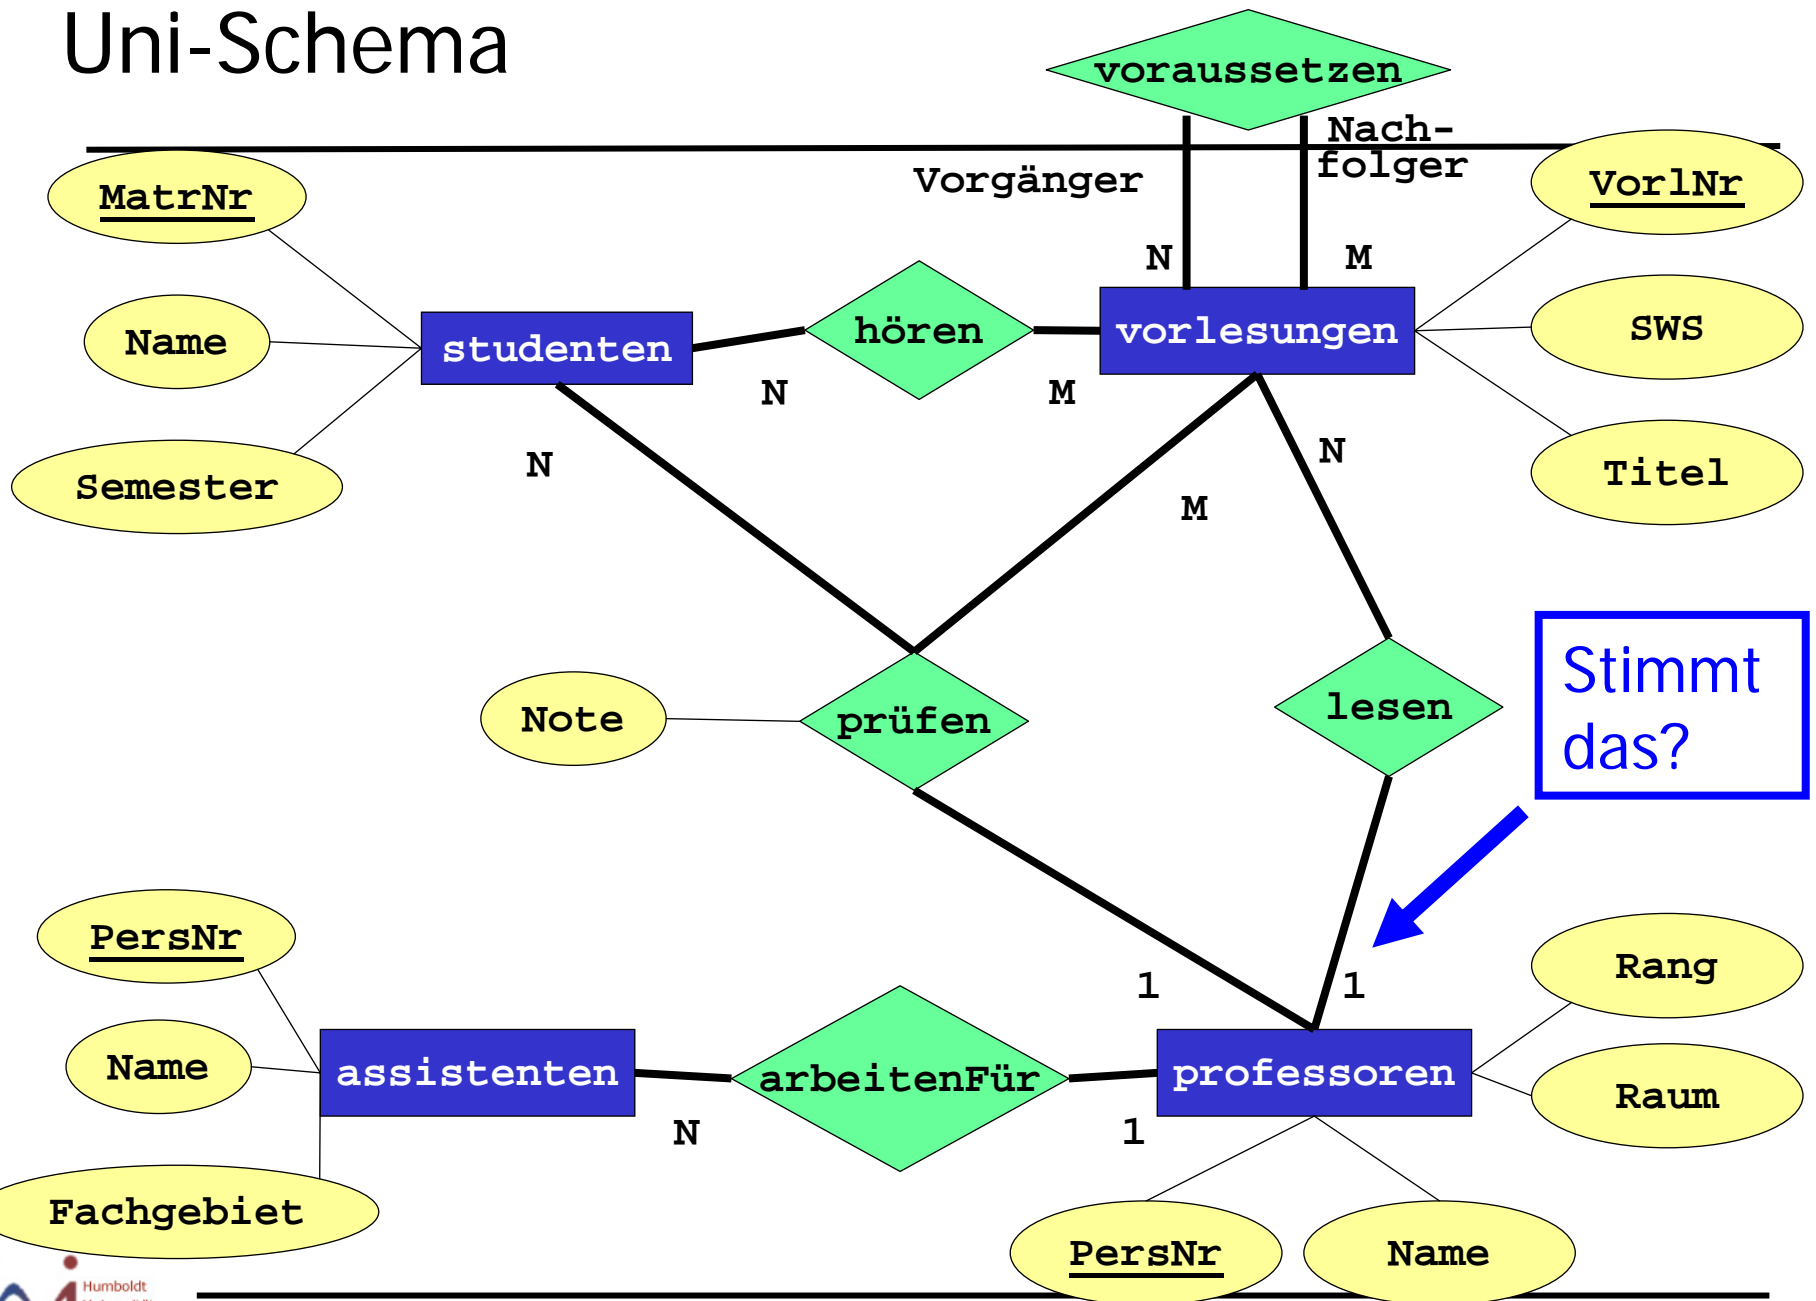 Uni-Schema
voraussetzen
Nach-
folger
Vorgänger
MatrNr
VorlNr
N
M
Name
studenten
hören
vorlesungen
SWS
N
M
Semester
N
N
M
Titel
Note
prüfen
lesen
Stimmt
das?
PersNr
Rang
1
1
Name
assistenten
arbeitenFür
professoren
Raum
N
1
Fachgebiet
PersNr
Name
Humboldt